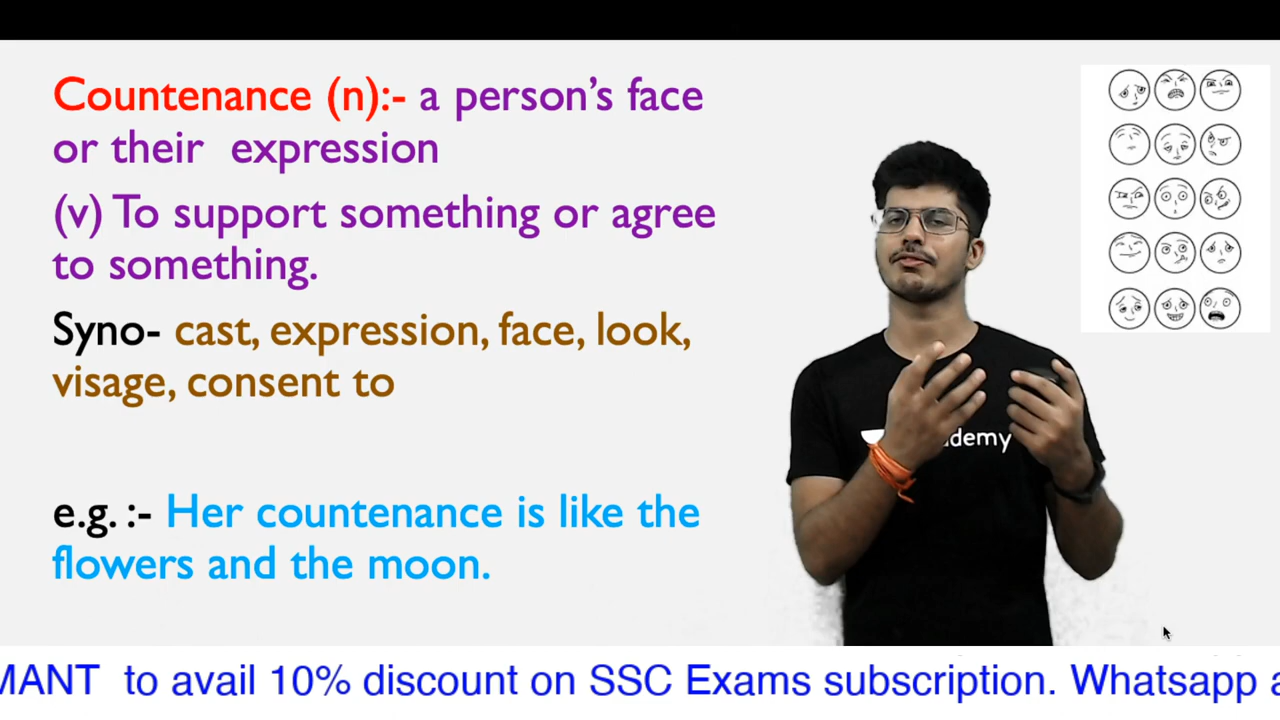 Countenance (n):- a person's face
or their expression
(v) To support something or agree
to something.
Syno- cast, expression, face, look,
visage, consent to
e.g. :- Her countenance is like the
flowers and the moon.
demy
MANT to avail 10% discount on SSC Exams subscription. Whatsapp a